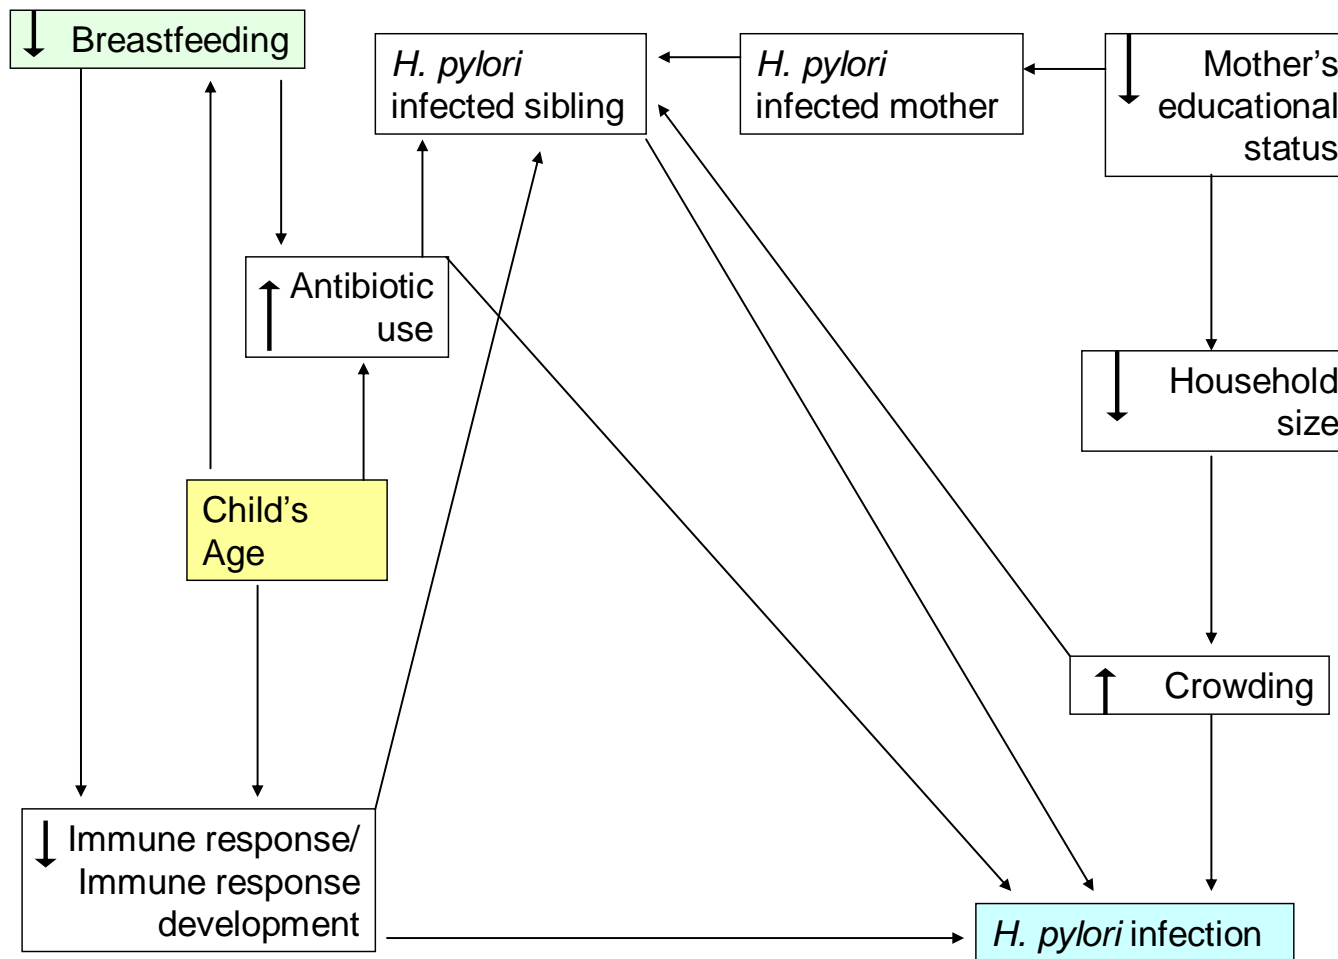 Breastfeeding
H. pylori
infected sibling
H. pylori
infected mother
Mother's
educational
status
Antibiotic
use
Household
size
Child's
Age
Crowding
Immune response/
Immune response
development
H. pylori infection